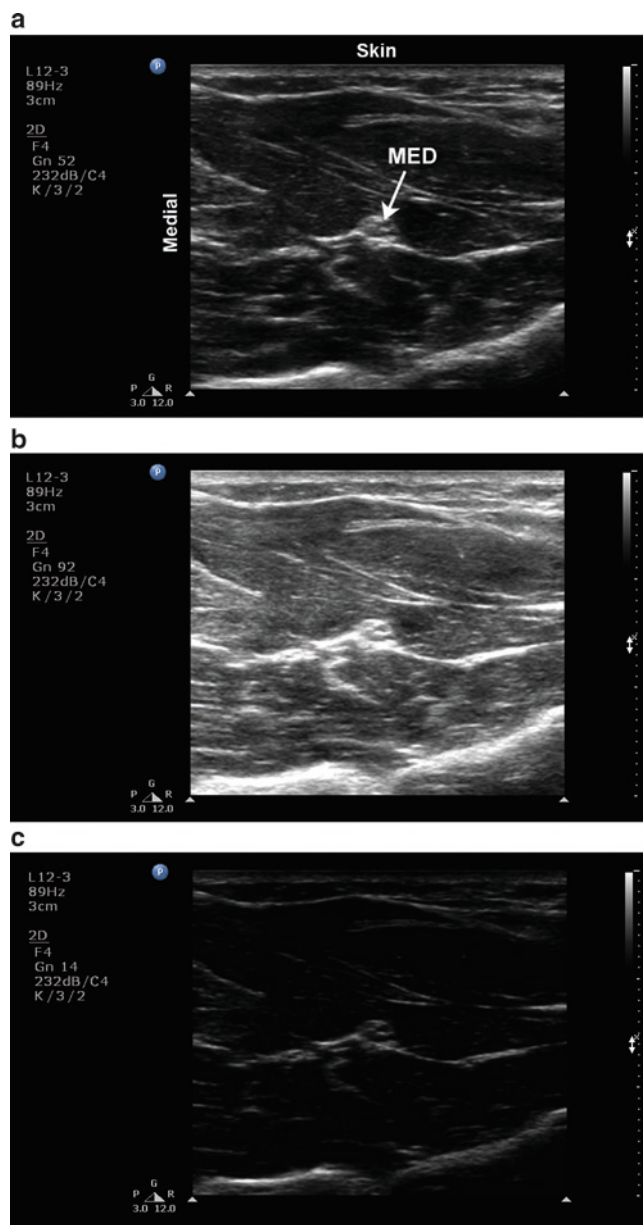 a
Skin
L12-3
89Hz
3cm
P
2D
F4
Gn 52
232dB/C4
K/3/2
MED
Medial
x
G
P R
3.0 12.0
b
L12-3
89Hz
3cm
P
2D
F4
Gn 92
232dB/C4
K/3/2
x
G
P R
3.0 12.0
c
L12-3
89Hz
3cm
P
2D
F4
Gn 14
232dB/C4
K/3/2
x
G
P R
3.0 12.0